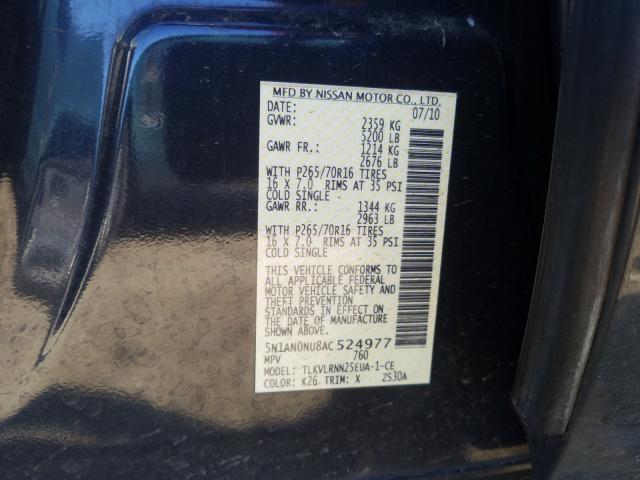 MFD BY NISSAN MOTOR CO., LTD.
DATE: 07/10
GVWR: 2359 KG
5200 LB
GAWR FR.: 1214 KG
2676 LB
WITH P265/70R16 TIRES
16 X 7.0 RIMS AT 35 PSI
COLD SINGLE -
GAWR RR.: 1344 KG
2963 LB
WITH P265/70R16 TIRES
16 X 7.0 RIMS AT 35 PSI
COLD SINGLE
THIS VEHICLE CONFORMS TO
ALL APPLICABLE FEDERAL
MOTOR VEHICLE SAFETY AND
THEFT PREVENTION
STANDARDS IN EFFECT ON
THE DATE OF MANUFACTURE
SHOWN ABOVE.
5N1AN0NU8AC524977
MPV 760
MODEL: TLKVLRNN25EUA-1-CE
COLOR: K26 TRIM: X 2S30A